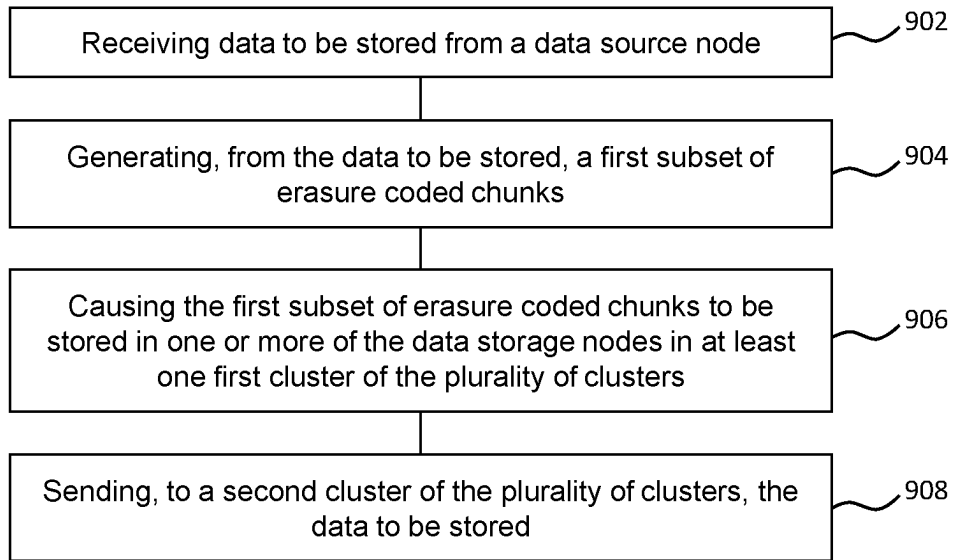 Receiving data to be stored from a data source node
902
Generating, from the data to be stored, a first subset of
erasure coded chunks
904
Causing the first subset of erasure coded chunks to be
stored in one or more of the data storage nodes in at least
one first cluster of the plurality of clusters
906
Sending, to a second cluster of the plurality of clusters, the
data to be stored
908